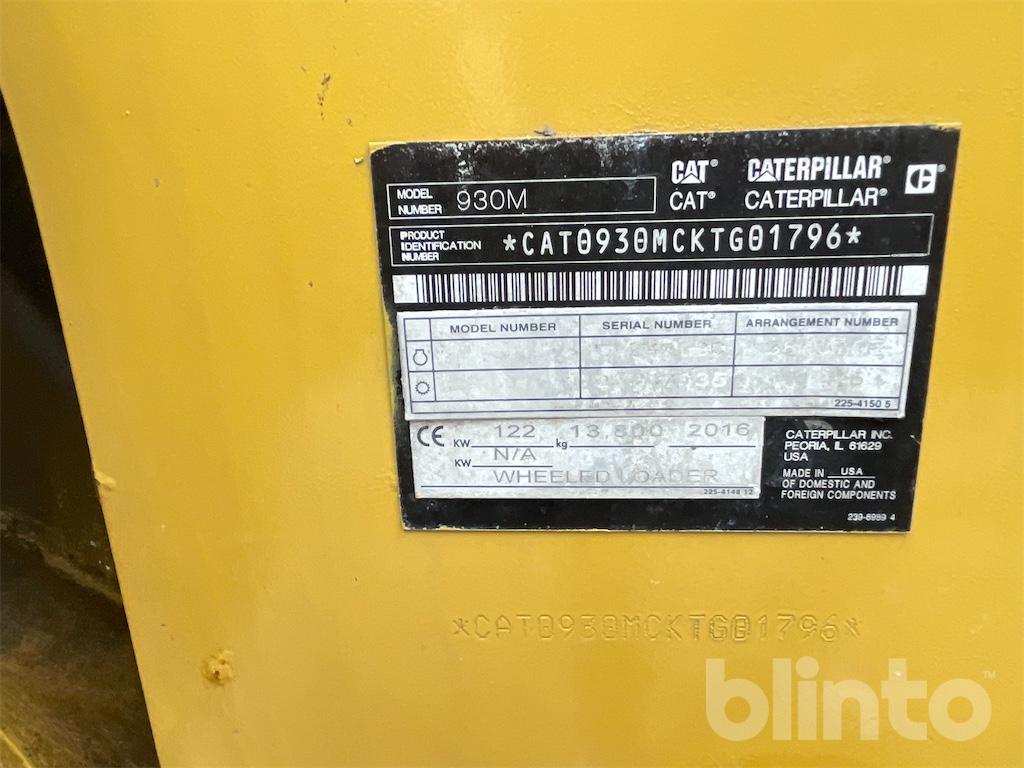 CAT® CATERPILLAR®
MODEL NUMBER 930M CAT® CATERPILLAR®
PRODUCT IDENTIFICATION NUMBER *CAT0930MCKTG01796*
MODEL NUMBER SERIAL NUMBER ARRANGEMENT NUMBER
225-4150 5
CE KW 122 kg 13,800 2016
KW N/A
WHEELED LOADER
225-4148 12
CATERPILLAR INC.
PEORIA, IL 61629
USA
MADE IN USA
OF DOMESTIC AND
FOREIGN COMPONENTS
239-6989 4
*CAT0930MCKTG01796*
blinto™